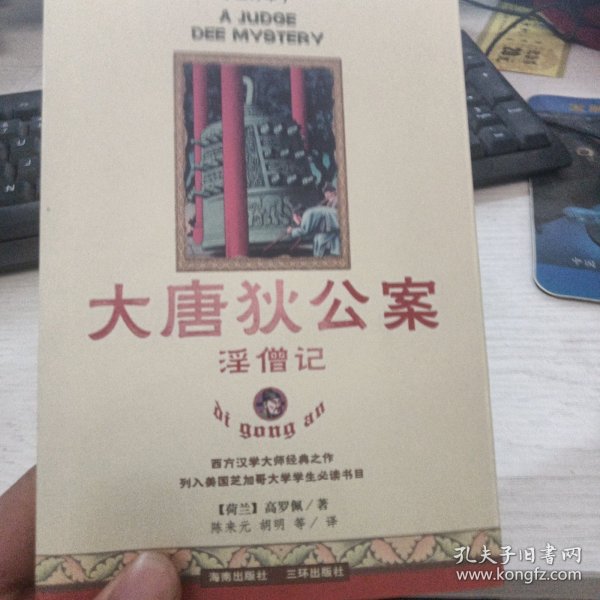 A JUDGE
DEE MYSTERY
大唐狄公案
淫僧记
di gong an
西方汉学大师经典之作
列入美国芝加哥大学学生必读书目
【荷兰】高罗佩/著
陈来光 胡明 等/译
海南出版社 三环出版社
孔夫子旧书网
www.kongfz.com